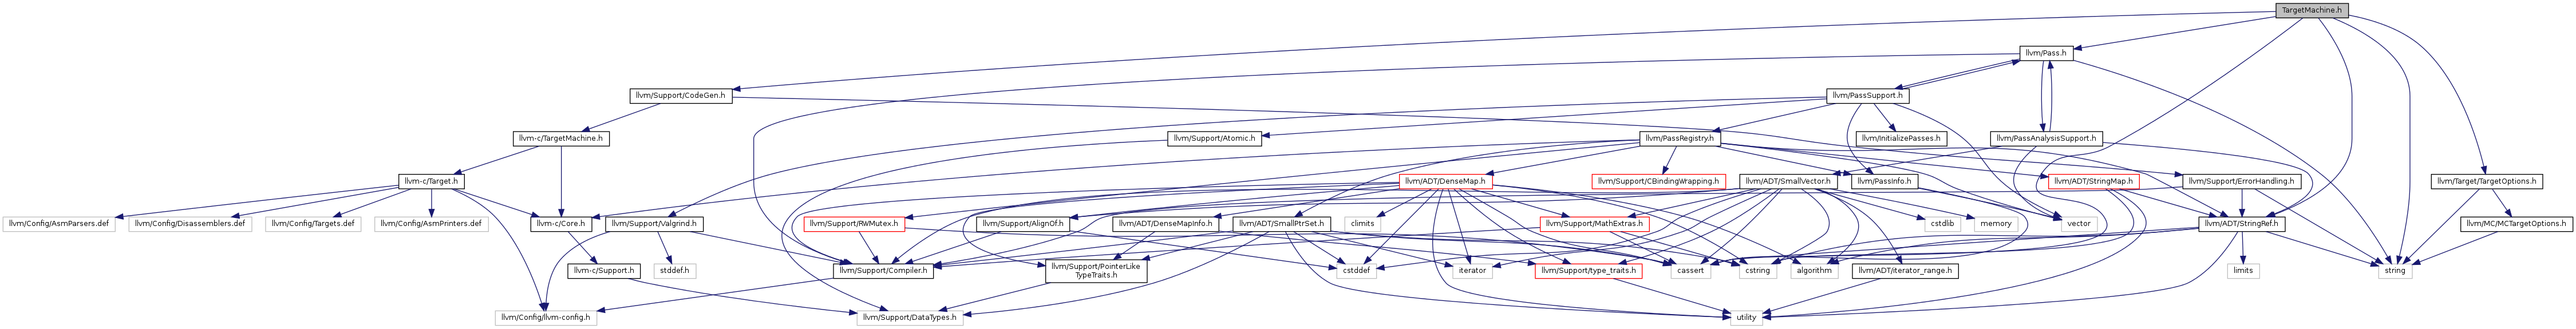 TargetMachine.h
llvm/Pass.h
llvm/Support/CodeGen.h
llvm/PassSupport.h
llvm-c/TargetMachine.h
llvm/Support/Atomic.h
llvm/PassRegistry.h
llvm/InitializePasses.h
llvm/PassAnalysisSupport.h
llvm-c/Target.h
llvm/ADT/DenseMap.h
llvm/Support/CBindingWrapping.h
llvm/ADT/SmallVector.h
llvm/PassInfo.h
llvm/ADT/StringMap.h
llvm/Support/ErrorHandling.h
llvm/Target/TargetOptions.h
llvm/Config/AsmParsers.def
llvm/Config/Disassemblers.def
llvm/Config/Targets.def
llvm/Config/AsmPrinters.def
llvm-c/Core.h
llvm/Support/Valgrind.h
llvm/Support/RWMutex.h
llvm/Support/AlignOf.h
llvm/ADT/DenseMapInfo.h
llvm/ADT/SmallPtrSet.h
climits
llvm/Support/MathExtras.h
cstdlib
memory
vector
llvm/ADT/StringRef.h
llvm/MC/MCTargetOptions.h
llvm-c/Support.h
stddef.h
llvm/Support/Compiler.h
llvm/Support/PointerLike
TypeTraits.h
cstddef
iterator
llvm/Support/type_traits.h
cassert
cstring
algorithm
llvm/ADT/iterator_range.h
limits
string
llvm/Config/llvm-config.h
llvm/Support/DataTypes.h
utility